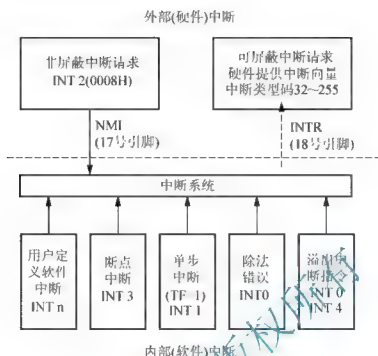 外部(硬件)中断
非屏蔽中断请求
INT 2(0008H)
可屏蔽中断请求
硬件提供中断向量
中断类型码32~255
NMI
(17号引脚)
INTR
(18号引脚)
中断系统
用户定
义软件
中断
INT n
断点
中断
INT 3
单步
中断
(TF=1)
INT 1
除法
错误
INT0
溢出中
断指令
INT O
INT 4
内部(软件)中断